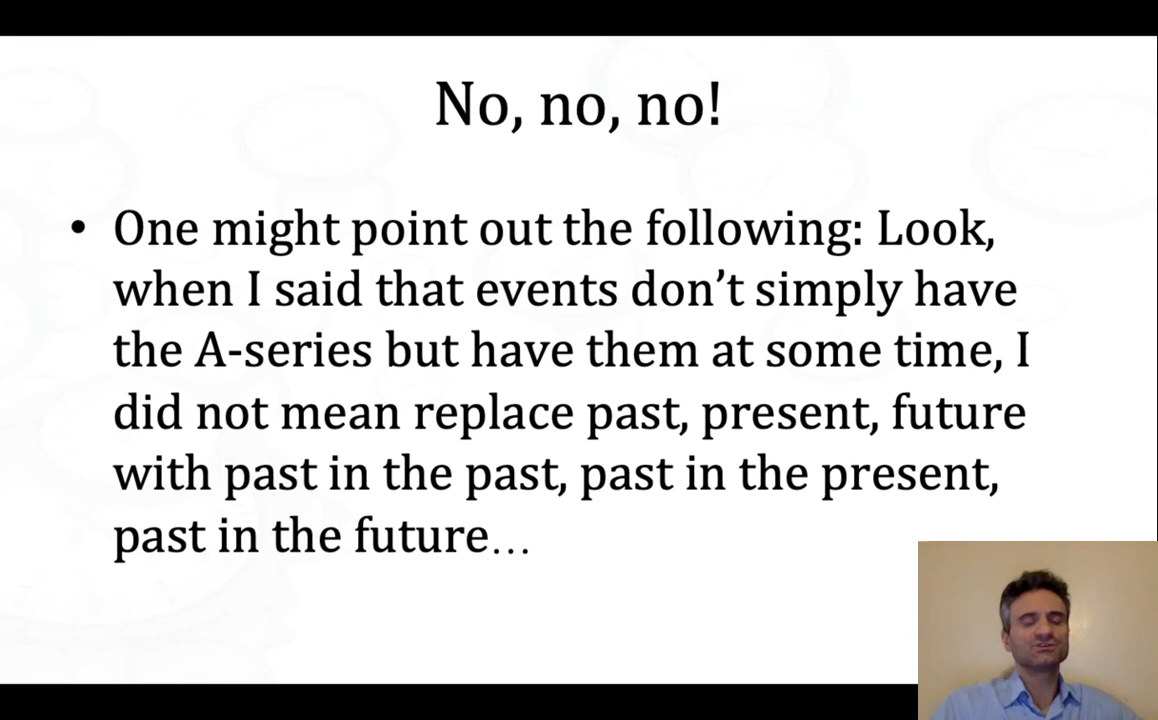 No, no, no!
• One might point out the following: Look,
when I said that events don’t simply have
the A-series but have them at some time, I
did not mean replace past, present, future
with past in the past, past in the present,
past in the future…